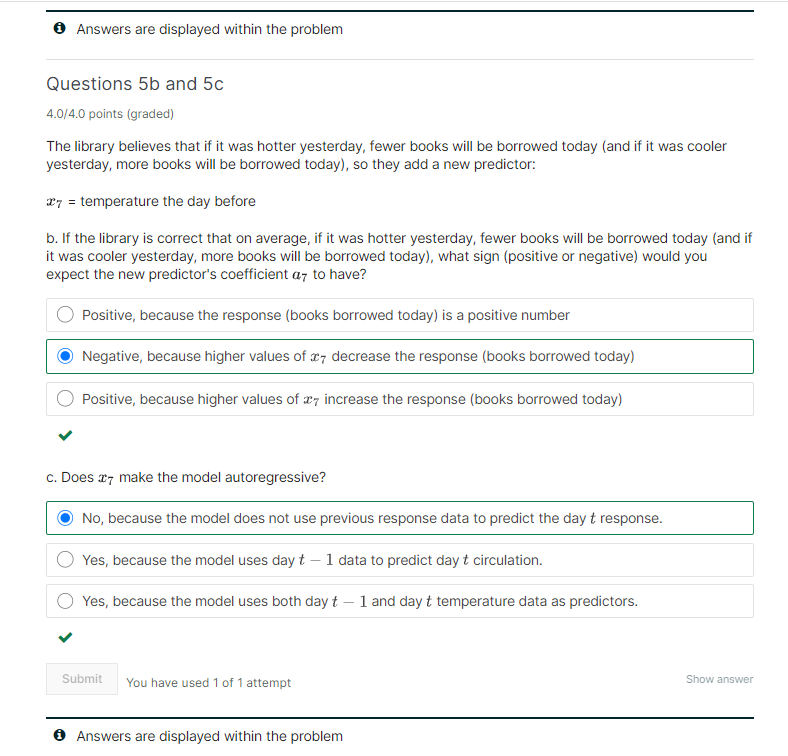 Answers are displayed within the problem
Questions 5b and 5c
4.0/4.0 points (graded)
The library believes that if it was hotter yesterday, fewer books will be borrowed today (and if it was cooler
yesterday, more books will be borrowed today), so they add a new predictor:
x₇ = temperature the day before
b. If the library is correct that on average, if it was hotter yesterday, fewer books will be borrowed today (and if
it was cooler yesterday, more books will be borrowed today), what sign (positive or negative) would you
expect the new predictor's coefficient a₇ to have?
Positive, because the response (books borrowed today) is a positive number
Negative, because higher values of x₇ decrease the response (books borrowed today)
Positive, because higher values of x₇ increase the response (books borrowed today)
c. Does x₇ make the model autoregressive?
No, because the model does not use previous response data to predict the day t response.
Yes, because the model uses day t − 1 data to predict day t circulation.
Yes, because the model uses both day t − 1 and day t temperature data as predictors.
Submit You have used 1 of 1 attempt Show answer
Answers are displayed within the problem